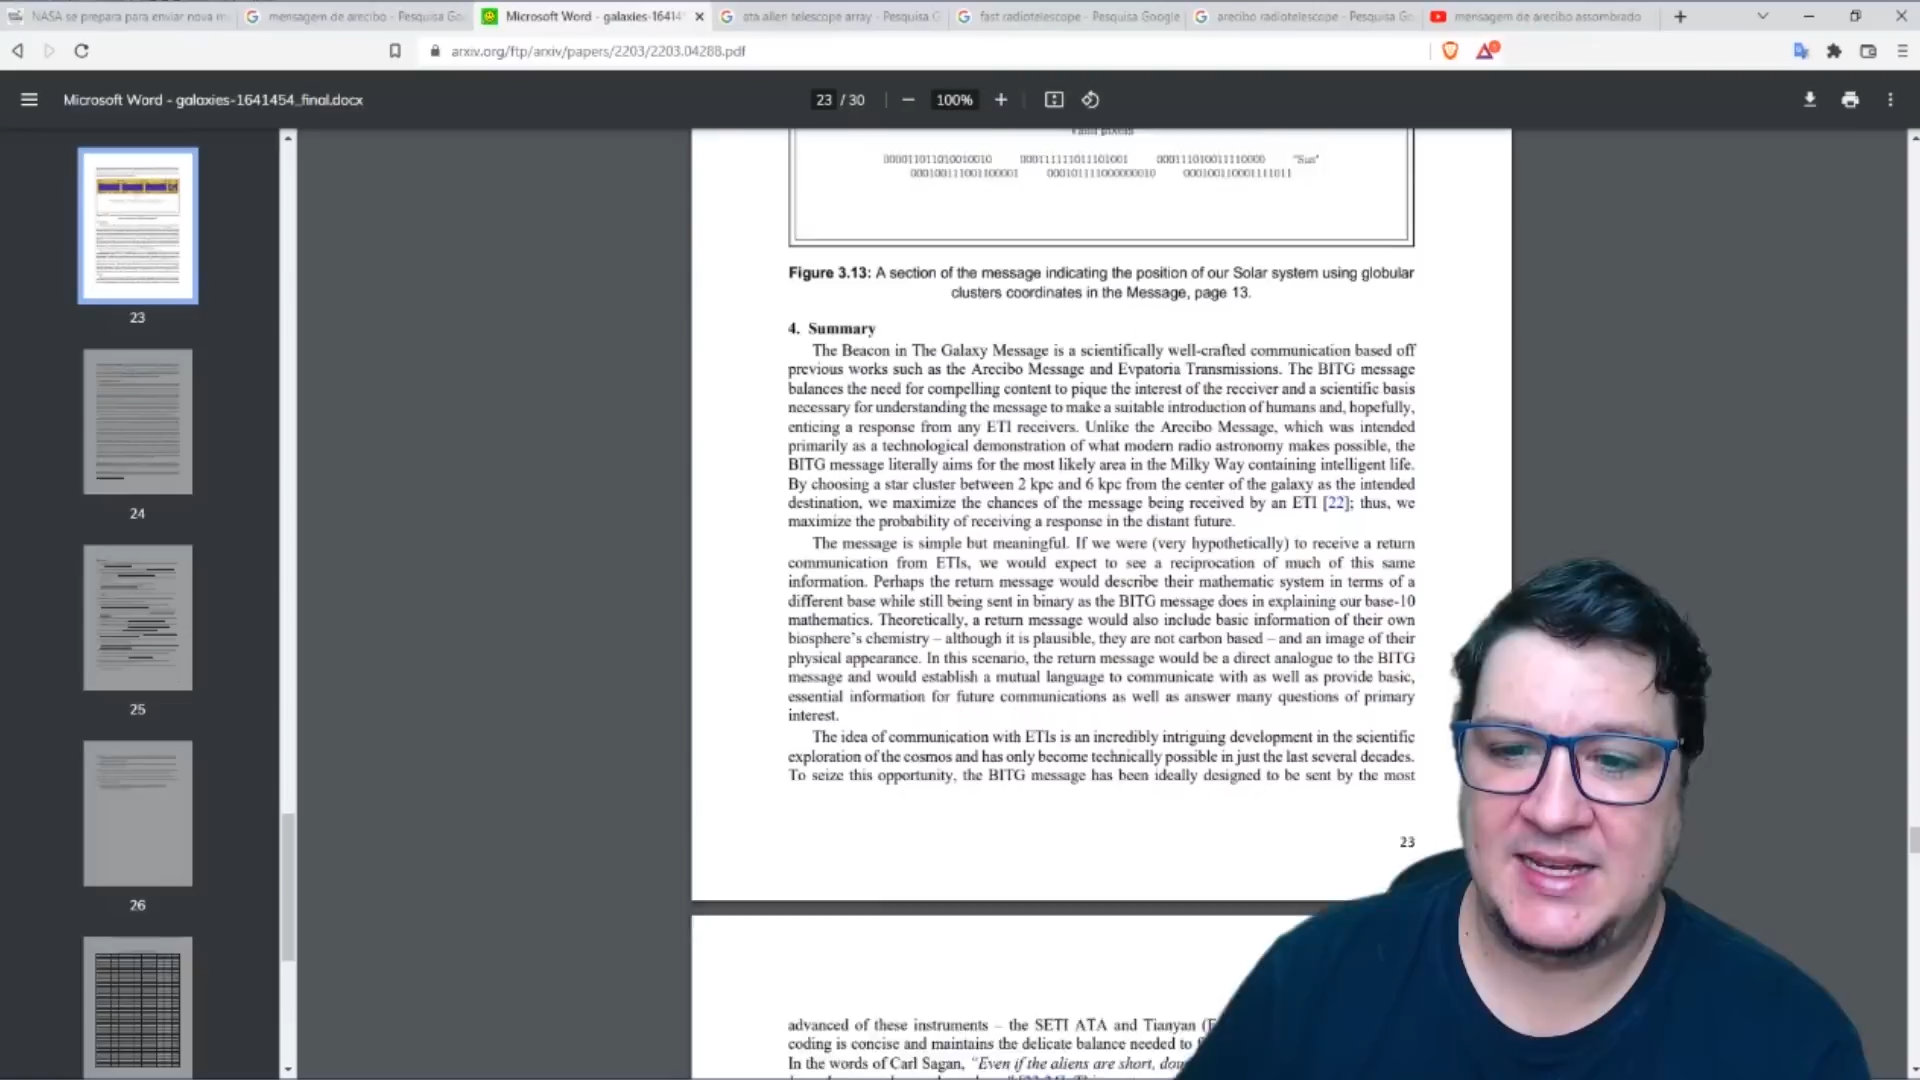 NASA se prepara para enviar nova m
mensagem de arecibo - Pesquisa Go
Microsoft Word - galaxies-16414
ata allen telescope array - Pesquisa G
fast radiotelescope - Pesquisa Google
arecibo radiotelescope - Pesquisa Go
mensagem de arecibo assombrado
arxiv.org/ftp/arxiv/papers/2203/2203.04288.pdf
Microsoft Word - galaxies-1641454_final.docx
23 / 30
100%
000011011010010010 000111111011101001 000111010011110000 "Sun"
000100111001100001 000101111000000010 000100110001111011
Figure 3.13: A section of the message indicating the position of our Solar system using globular
clusters coordinates in the Message, page 13.
4. Summary
The Beacon in The Galaxy Message is a scientifically well-crafted communication based off
previous works such as the Arecibo Message and Evpatoria Transmissions. The BITG message
balances the need for compelling content to pique the interest of the receiver and a scientific basis
necessary for understanding the message to make a suitable introduction of humans and, hopefully,
enticing a response from any ETI receivers. Unlike the Arecibo Message, which was intended
primarily as a technological demonstration of what modern radio astronomy makes possible, the
BITG message literally aims for the most likely area in the Milky Way containing intelligent life.
By choosing a star cluster between 2 kpc and 6 kpc from the center of the galaxy as the intended
destination, we maximize the chances of the message being received by an ETI [22]; thus, we
maximize the probability of receiving a response in the distant future.
The message is simple but meaningful. If we were (very hypothetically) to receive a return
communication from ETIs, we would expect to see a reciprocation of much of this same
information. Perhaps the return message would describe their mathematic system in terms of a
different base while still being sent in binary as the BITG message does in explaining our base-10
mathematics. Theoretically, a return message would also include basic information of their own
biosphere's chemistry – although it is plausible, they are not carbon based – and an image of their
physical appearance. In this scenario, the return message would be a direct analogue to the BITG
message and would establish a mutual language to communicate with as well as provide basic,
essential information for future communications as well as answer many questions of primary
interest.
The idea of communication with ETIs is an incredibly intriguing development in the scientific
exploration of the cosmos and has only become technically possible in just the last several decades.
To seize this opportunity, the BITG message has been ideally designed to be sent by the most
23
advanced of these instruments – the SETI ATA and Tianyan (F
coding is concise and maintains the delicate balance needed to
In the words of Carl Sagan, "Even if the aliens are short, dou
23
24
25
26